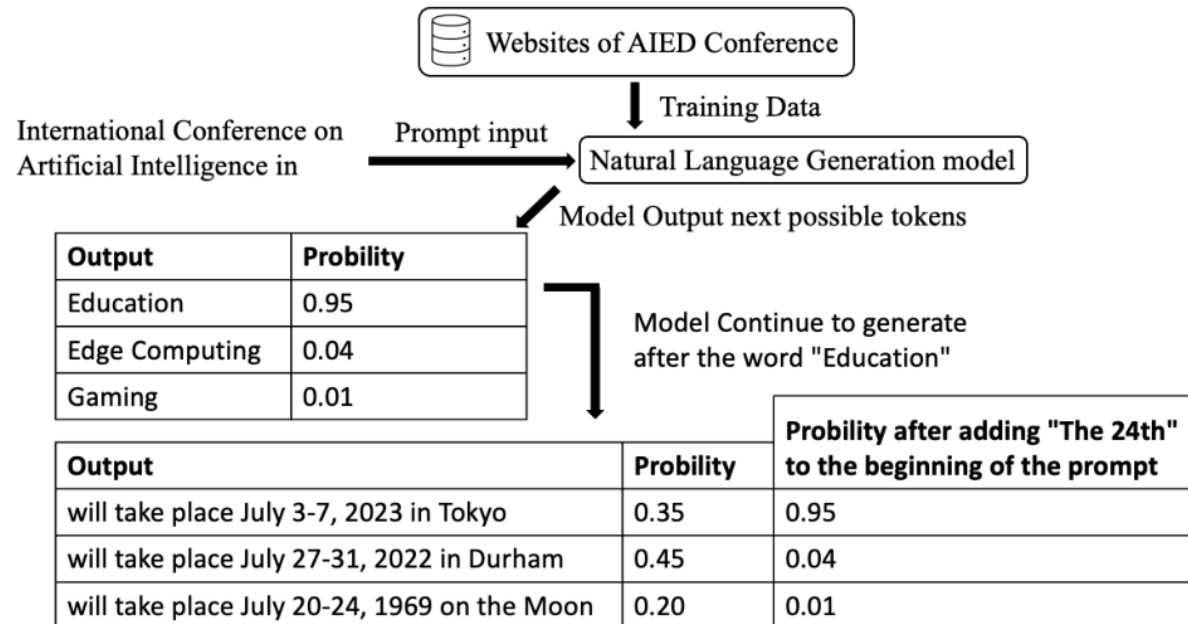 Websites of AIED Conference
Training Data
International Conference on
Artificial Intelligence in
Prompt input
Natural Language Generation model
Model Output next possible tokens
Output Probility
Education 0.95
Edge Computing 0.04
Gaming 0.01
Model Continue to generate
after the word "Education"
Probility after adding "The 24th"
Output Probility to the beginning of the prompt
will take place July 3-7, 2023 in Tokyo 0.35 0.95
will take place July 27-31, 2022 in Durham 0.45 0.04
will take place July 20-24, 1969 on the Moon 0.20 0.01